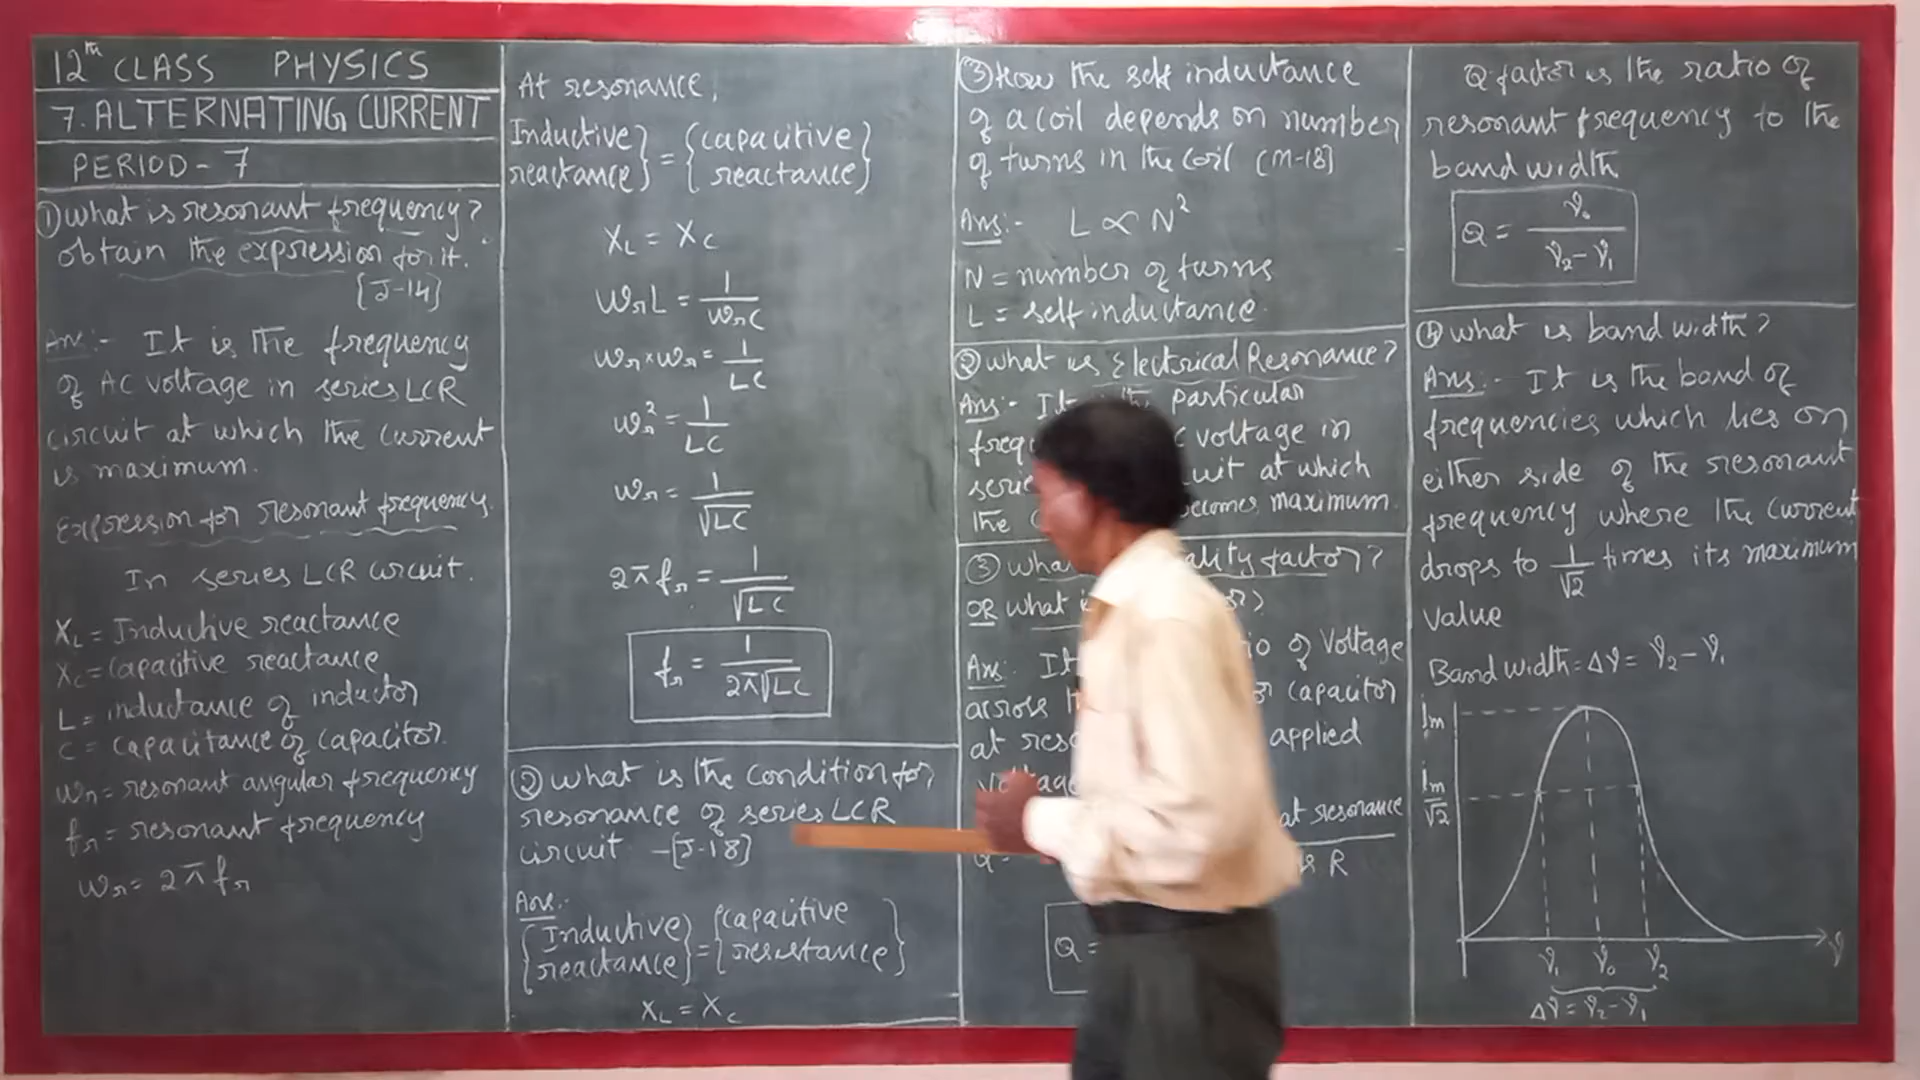 12th CLASS PHYSICS
7. ALTERNATING CURRENT
PERIOD - 7
① What is resonant frequency?
obtain the expression for it.
[J-14]
Ans:- It is the frequency
of AC voltage in series LCR
circuit at which the current
is maximum.
Expression for resonant frequency.
In series LCR circuit.
XL = Inductive reactance
XC = capacitive reactance
L = inductance of inductor
C = capacitance of capacitor.
ωr = resonant angular frequency
fr = resonant frequency
ωr = 2π fr
At resonance,
{Inductive reactance} = {capacitive reactance}
XL = XC
ωrL = 1/ωrC
ωr × ωr = 1/LC
ωr² = 1/LC
ωr = 1/√LC
2π fr = 1/√LC
fr = 1/2π√LC
② What is the condition for
resonance of series LCR
circuit -[J-18]
Ans:-
{Inductive reactance} = {capacitive resistance}
XL = XC
③ How the self inductance
of a coil depends on number
of turns in the coil [M-18]
Ans:- L ∝ N²
N = number of turns
L = self inductance.
② What is Electrical Resonance?
Ans:- It the particular
voltage in
at which
the becomes maximum.
③ factor?
OR what
Ans: It of Voltage
across capacitor
at applied
at resonance
R
Q =
Q factor is the ratio of
resonant frequency to the
band width
Q = ν₀/ν₂-ν₁
④ What is band width?
Ans:- It is the band of
frequencies which lies on
either side of the resonant
frequency where the current
drops to 1/√2 times its maximum
value
Band width = Δν = ν₂ - ν₁
Im
Im/√2
ν
ν₁ ν₀ ν₂
Δν = ν₂-ν₁